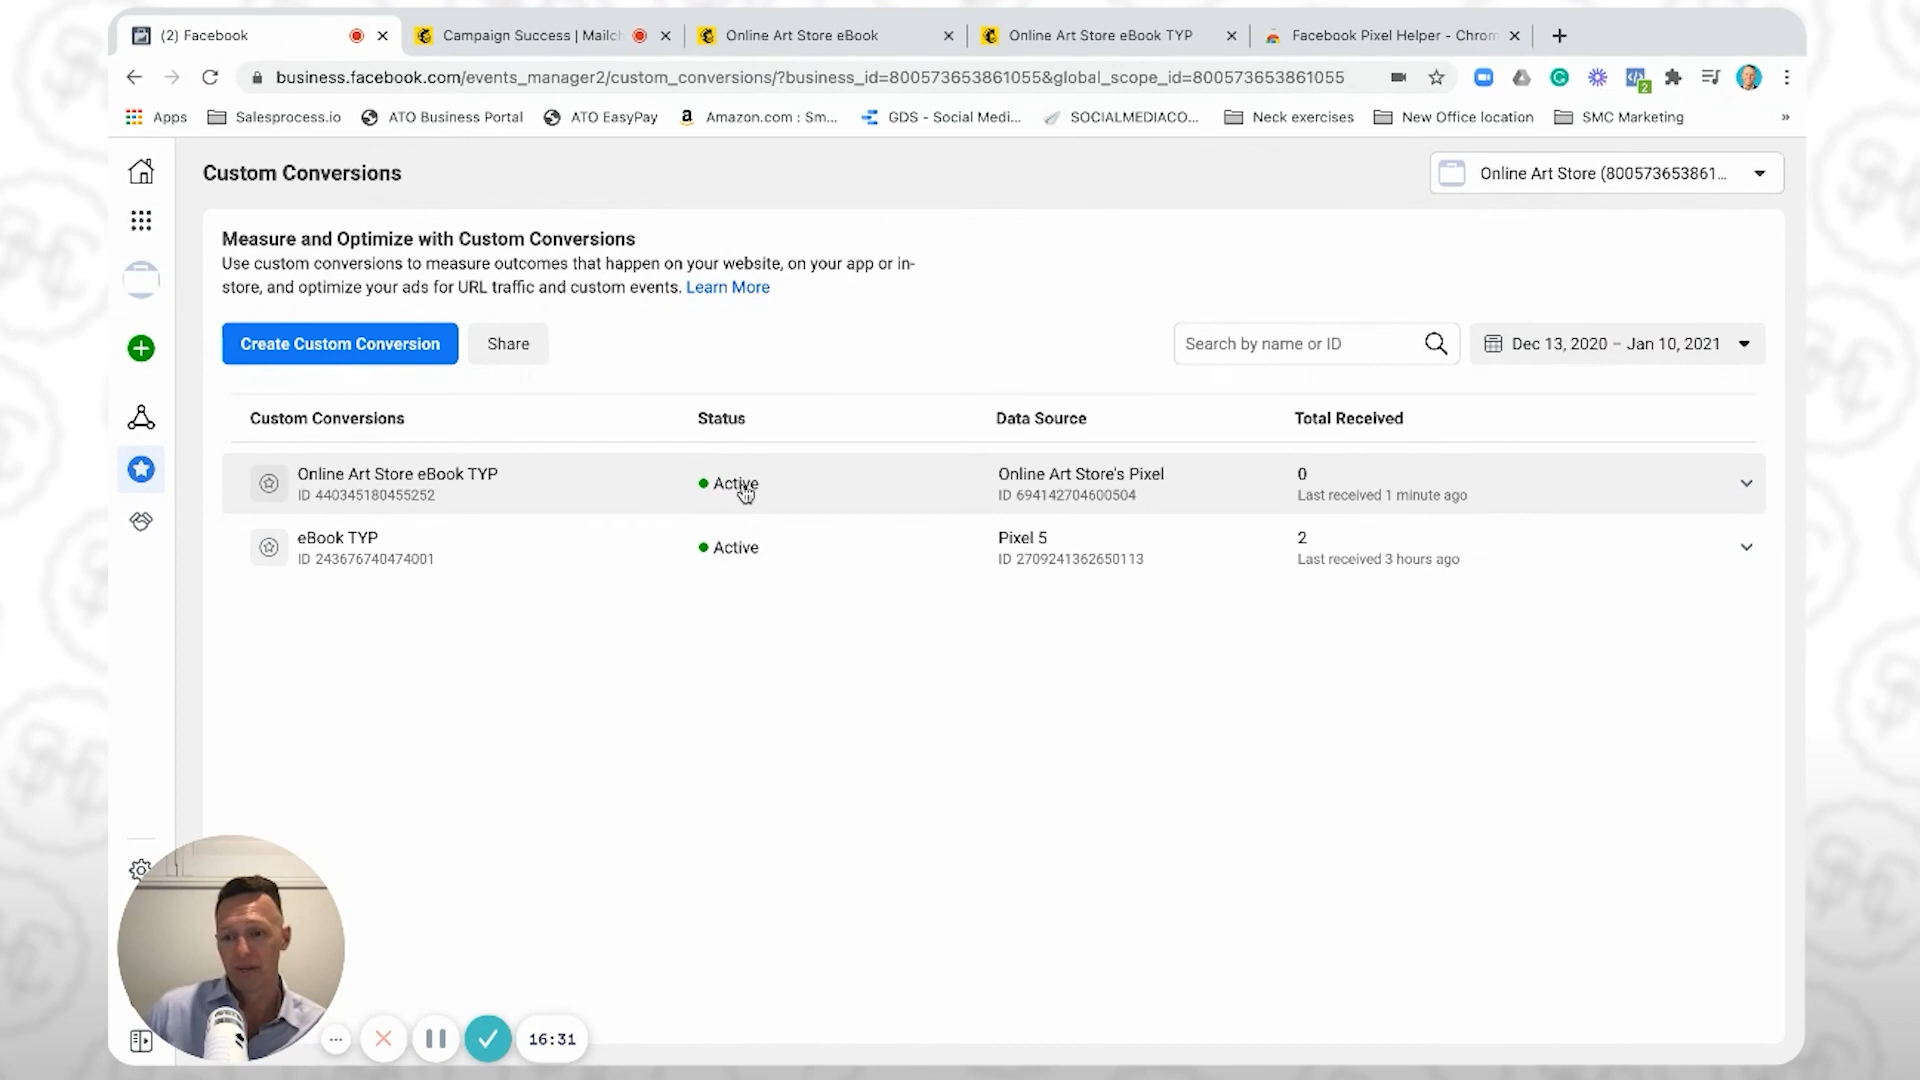 (2) Facebook
Campaign Success | Mailch
Online Art Store eBook
Online Art Store eBook TYP
Facebook Pixel Helper - Chrom
business.facebook.com/events_manager2/custom_conversions/?business_id=800573653861055&global_scope_id=800573653861055
2
Apps
Salesprocess.io
ATO Business Portal
ATO EasyPay
Amazon.com : Sm...
GDS - Social Medi...
SOCIALMEDIACO...
Neck exercises
New Office location
SMC Marketing
»
Custom Conversions
Online Art Store (800573653861...
Measure and Optimize with Custom Conversions
Use custom conversions to measure outcomes that happen on your website, on your app or in-
store, and optimize your ads for URL traffic and custom events. Learn More
Create Custom Conversion
Share
Search by name or ID
Dec 13, 2020 – Jan 10, 2021
Custom Conversions
Status
Data Source
Total Received
Online Art Store eBook TYP
ID 440345180455252
Active
Online Art Store's Pixel
ID 694142704600504
0
Last received 1 minute ago
eBook TYP
ID 243676740474001
Active
Pixel 5
ID 2709241362650113
2
Last received 3 hours ago
16:31